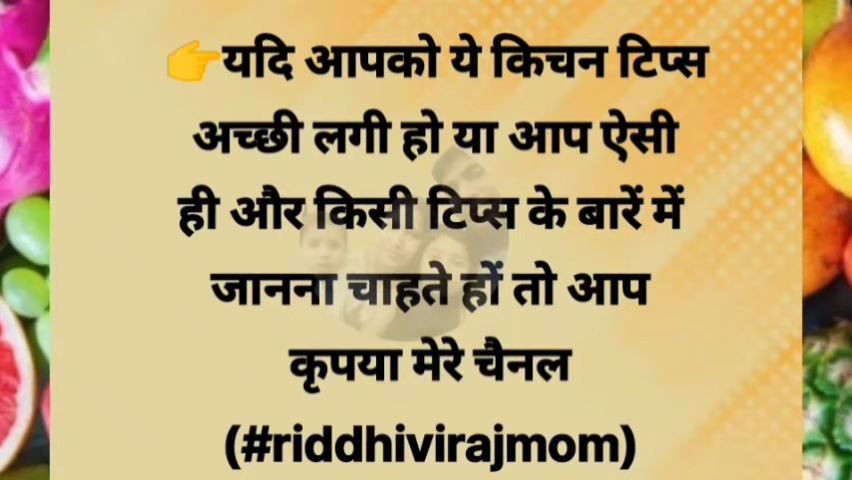 👉यदि आपको ये किचन टिप्स
अच्छी लगी हो या आप ऐसी
ही और किसी टिप्स के बारें में
जानना चाहते हों तो आप
कृपया मेरे चैनल
(#riddhivirajmom)